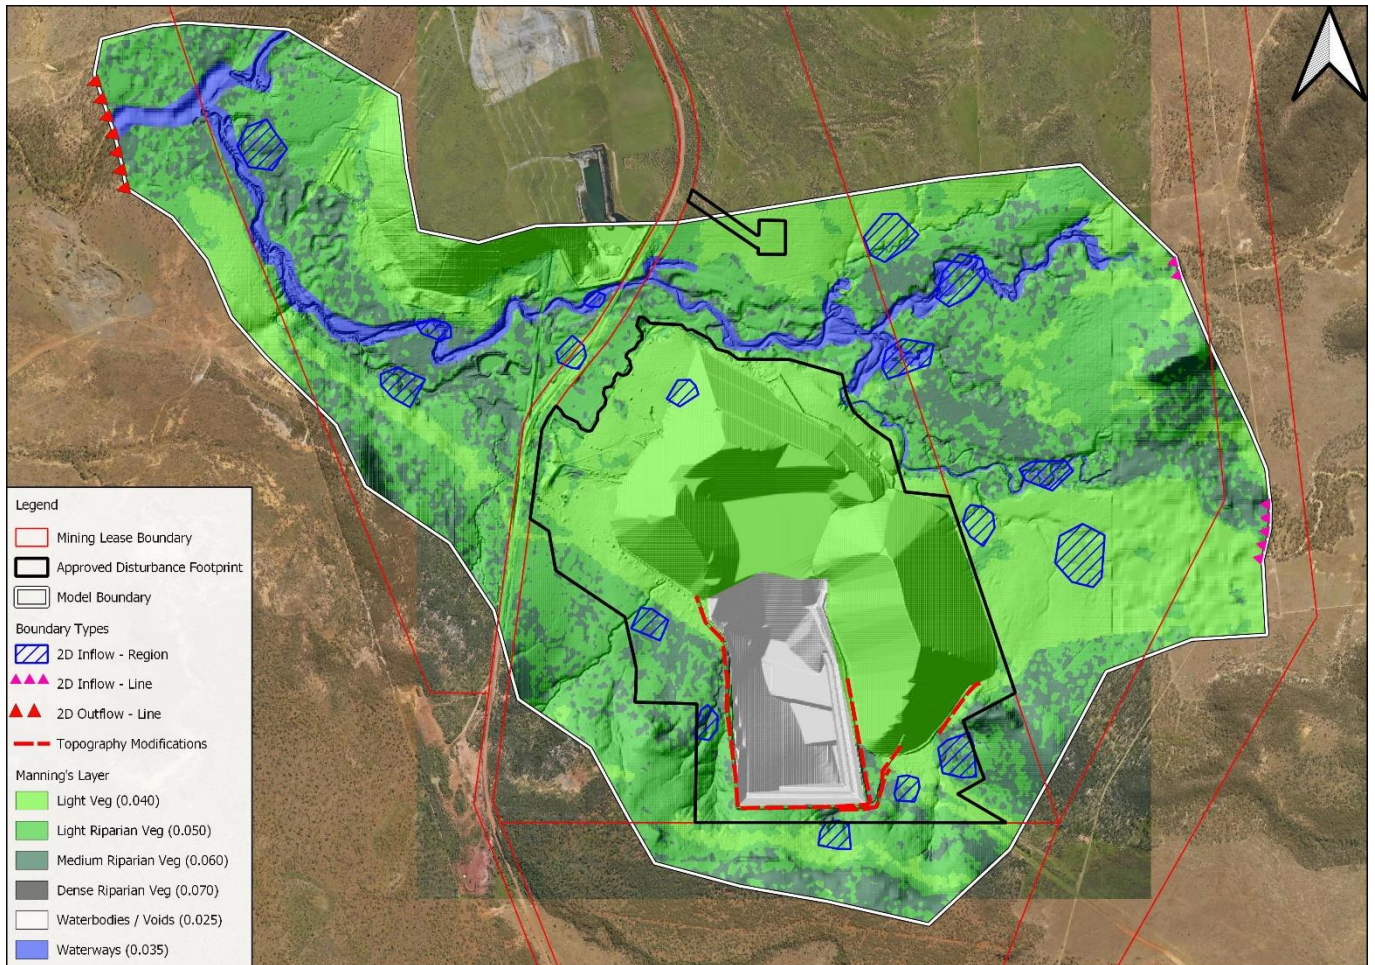 Legend
Mining Lease Boundary
Approved Disturbance Footprint
Model Boundary
Boundary Types
2D Inflow - Region
2D Inflow - Line
2D Outflow - Line
Topography Modifications
Manning's Layer
Light Veg (0.040)
Light Riparian Veg (0.050)
Medium Riparian Veg (0.060)
Dense Riparian Veg (0.070)
Waterbodies / Voids (0.025)
Waterways (0.035)